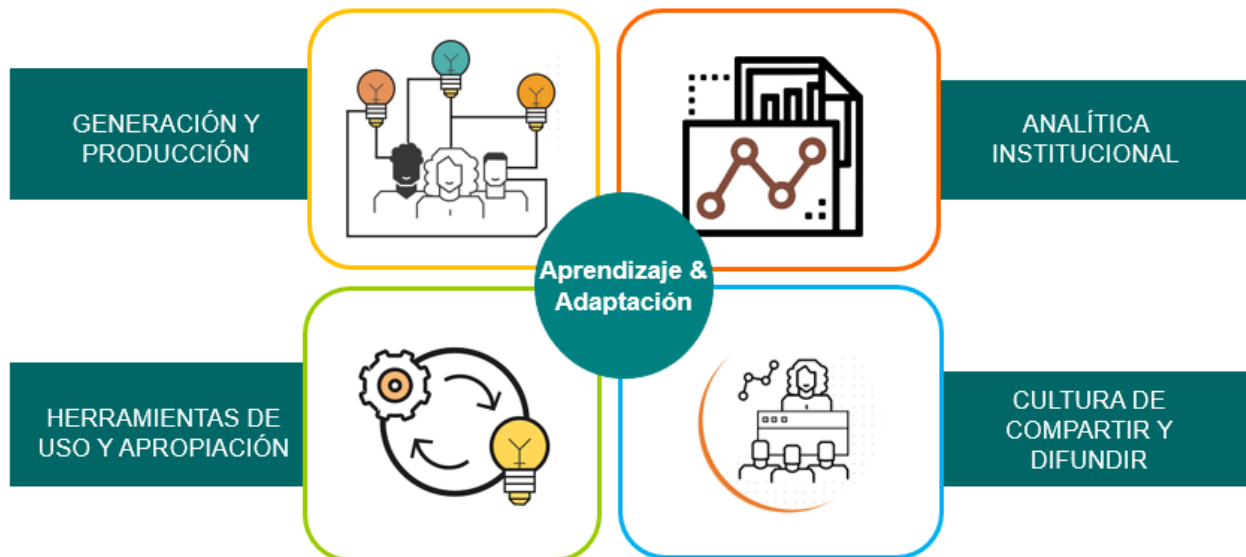 GENERACIÓN Y
PRODUCCIÓN
ANALÍTICA
INSTITUCIONAL
Aprendizaje &
Adaptación
HERRAMIENTAS DE
USO Y APROPIACIÓN
CULTURA DE
COMPARTIR Y
DIFUNDIR